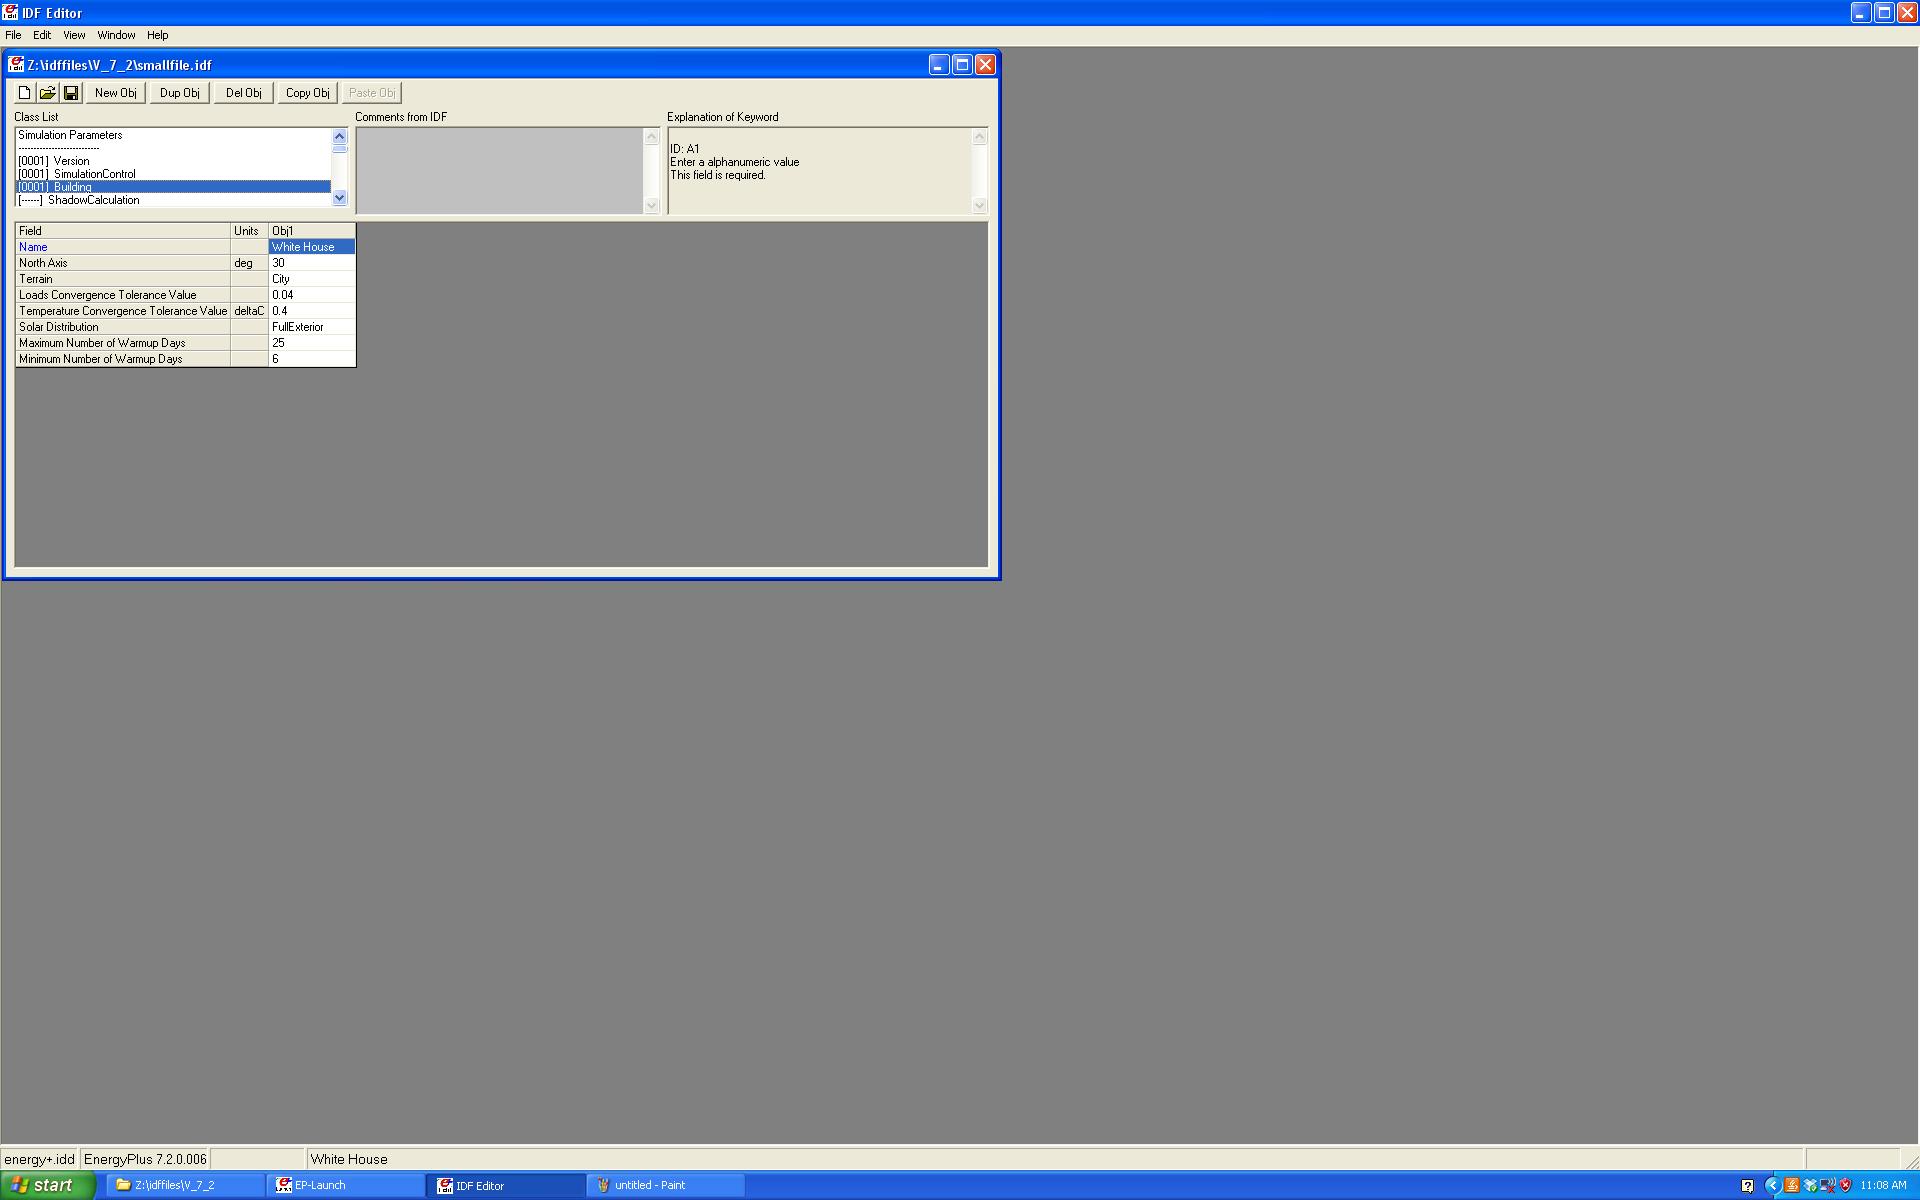 IDF Editor
File Edit View Window Help
Z:\idffiles\V_7_2\smallfile.idf
New Obj Dup Obj Del Obj Copy Obj Paste Obj
Class List Comments from IDF Explanation of Keyword
Simulation Parameters
--------------------------
[0001] Version
[0001] SimulationControl
[0001] Building
[------] ShadowCalculation
ID: A1
Enter a alphanumeric value
This field is required.
Field Units Obj1
Name White House
North Axis deg 30
Terrain City
Loads Convergence Tolerance Value 0.04
Temperature Convergence Tolerance Value deltaC 0.4
Solar Distribution FullExterior
Maximum Number of Warmup Days 25
Minimum Number of Warmup Days 6
energy+.idd EnergyPlus 7.2.0.006 White House
start Z:\idffiles\V_7_2 EP-Launch IDF Editor untitled - Paint 11:08 AM